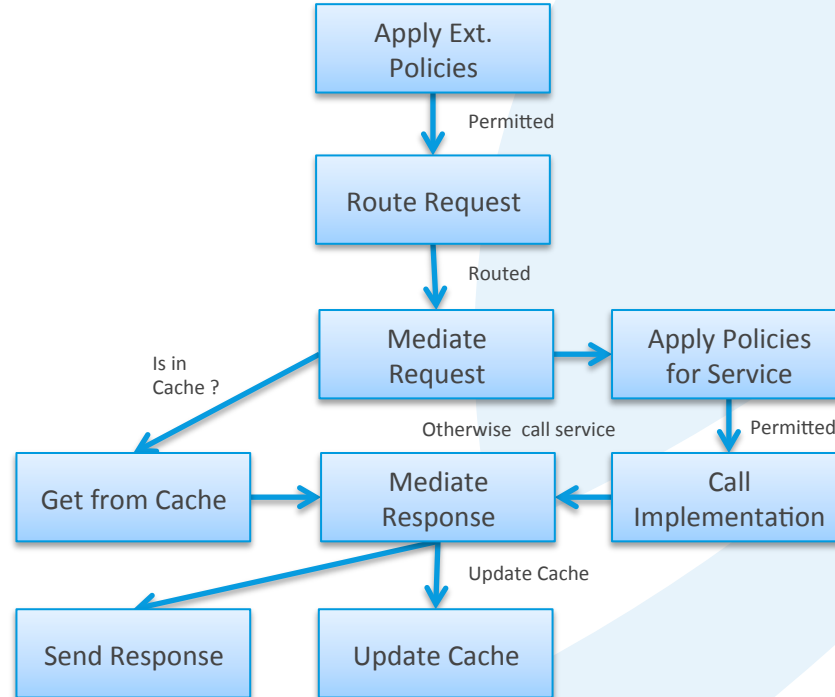 Apply Ext.
Policies
Permitted
Route Request
Routed
Mediate
Request
Apply Policies
for Service
Is in
Cache ?
Otherwise call service
Permitted
Get from Cache
Mediate
Response
Call
Implementation
Update Cache
Send Response
Update Cache